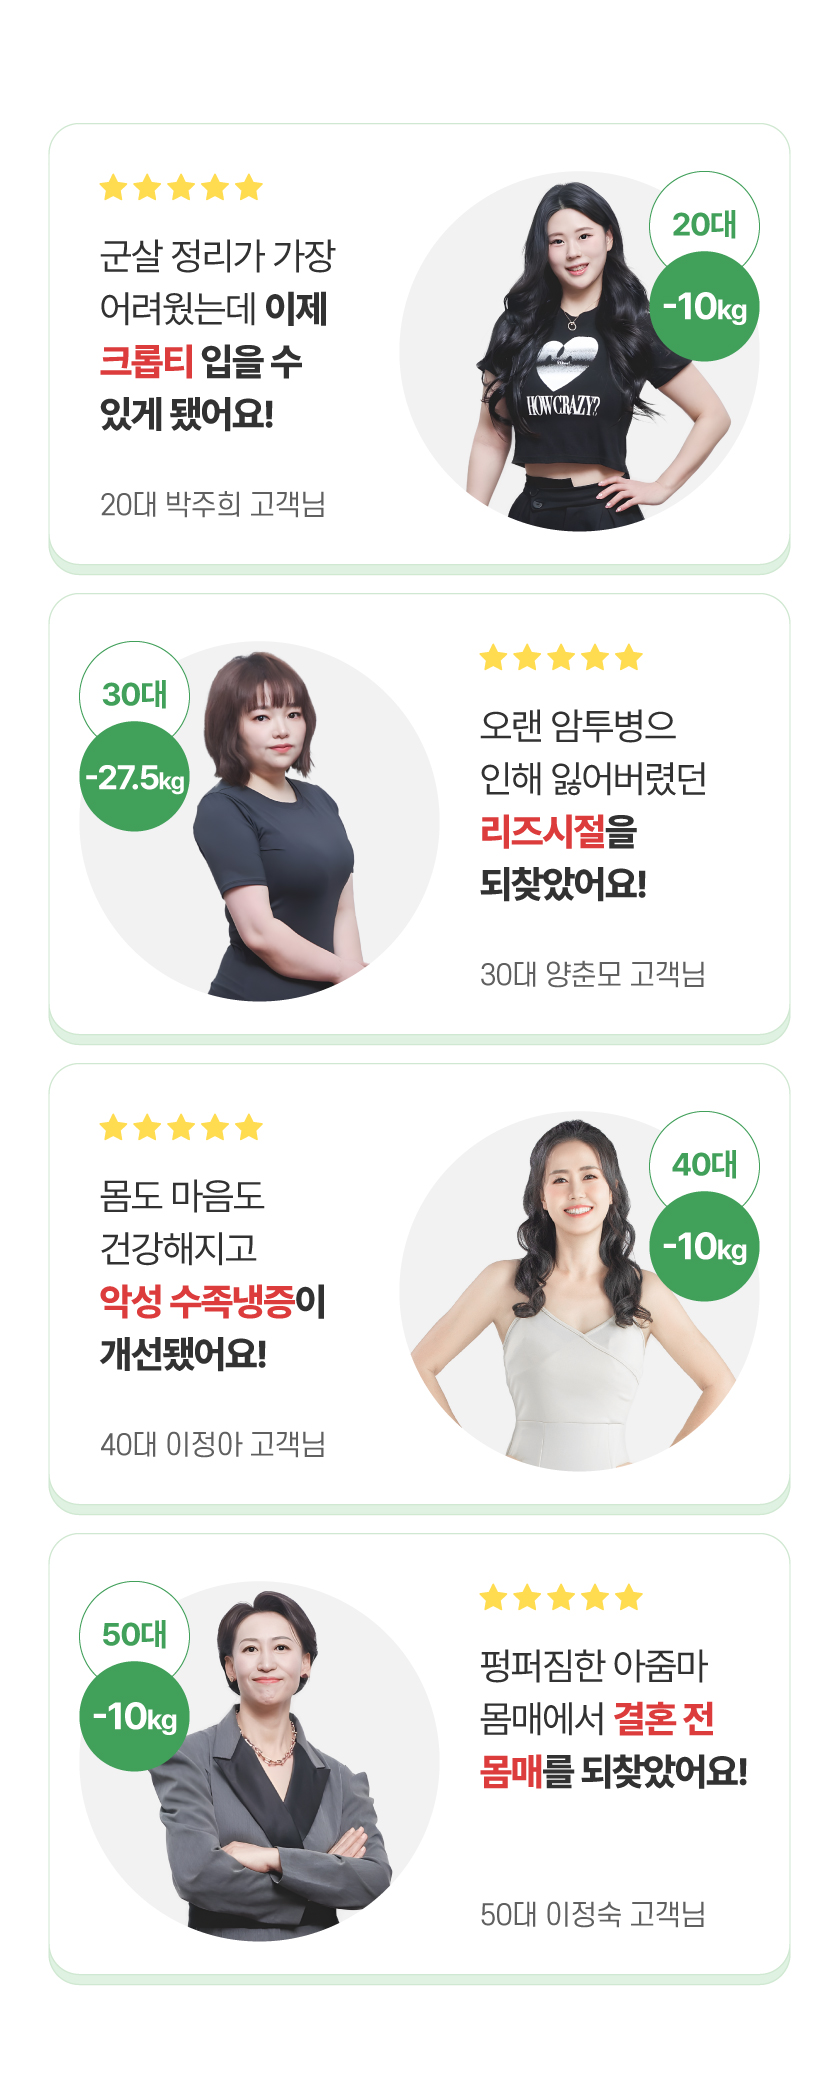 군살 정리가 가장
어려웠는데 이제
크롭티 입을 수
있게 됐어요!
20대 박주희 고객님
20대
-10kg
HOW CRAZY?
30대
-27.5kg
오랜 암투병으
인해 잃어버렸던
리즈시절을
되찾았어요!
30대 양춘모 고객님
몸도 마음도
건강해지고
악성 수족냉증이
개선됐어요!
40대 이정아 고객님
40대
-10kg
50대
-10kg
펑퍼짐한 아줌마
몸매에서 결혼 전
몸매를 되찾았어요!
50대 이정숙 고객님